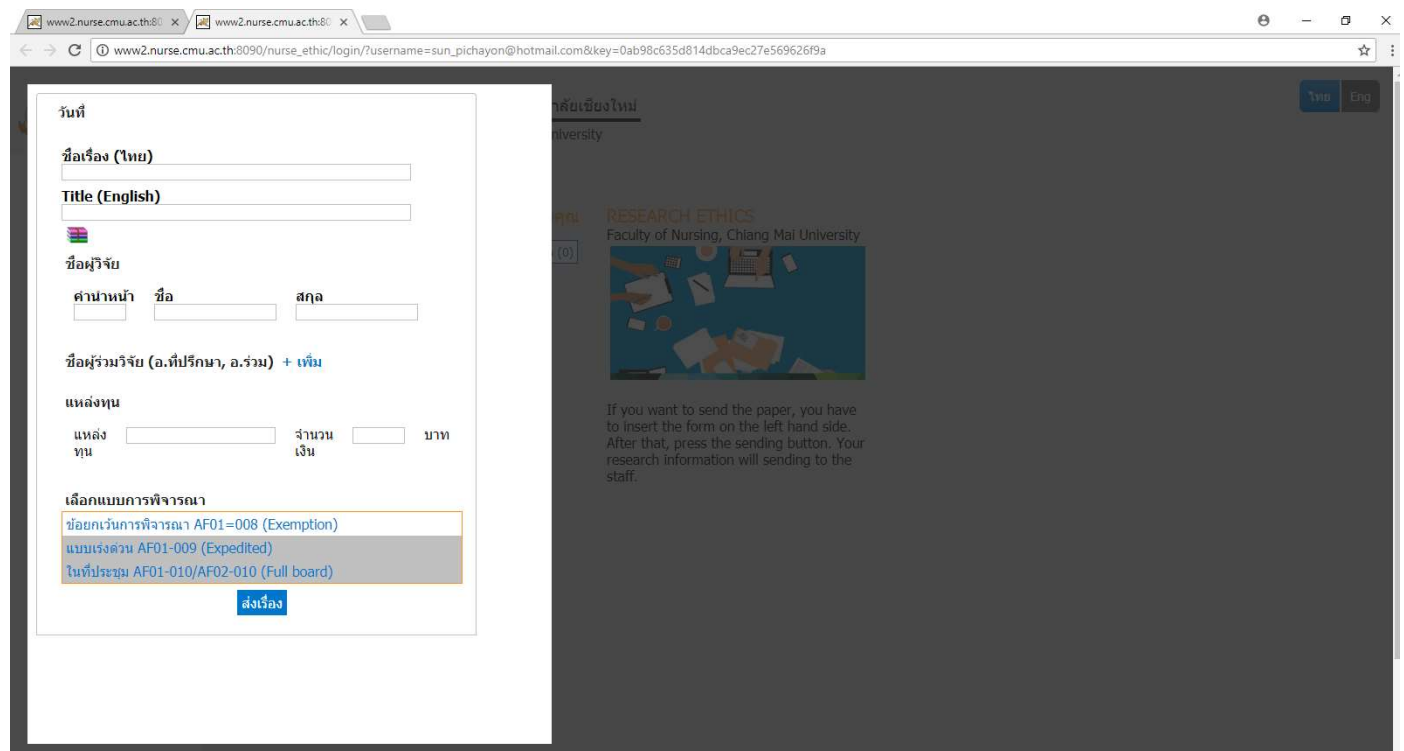 www2.nurse.cmu.ac.th:80
www2.nurse.cmu.ac.th:80
www2.nurse.cmu.ac.th:8090/nurse_ethic/login/?username=sun_pichayon@hotmail.com&key=0ab98c635d814dbca9ec27e569626f9a
วันที่
ชื่อเรื่อง (ไทย)
Title (English)
ชื่อผู้วิจัย
คำนำหน้า ชื่อ สกุล
ชื่อผู้ร่วมวิจัย (อ.ที่ปรึกษา, อ.ร่วม) + เพิ่ม
แหล่งทุน
แหล่ง จำนวน บาท
ทุน เงิน
เลือกแบบการพิจารณา
ข้อยกเว้นการพิจารณา AF01=008 (Exemption)
แบบเร่งด่วน AF01-009 (Expedited)
ในที่ประชุม AF01-010/AF02-010 (Full board)
ส่งเรื่อง
าลัยเชียงใหม่
niversity
ไทย Eng
คุณ
(0)
RESEARCH ETHICS
Faculty of Nursing, Chiang Mai University
If you want to send the paper, you have
to insert the form on the left hand side.
After that, press the sending button. Your
research information will sending to the
staff.